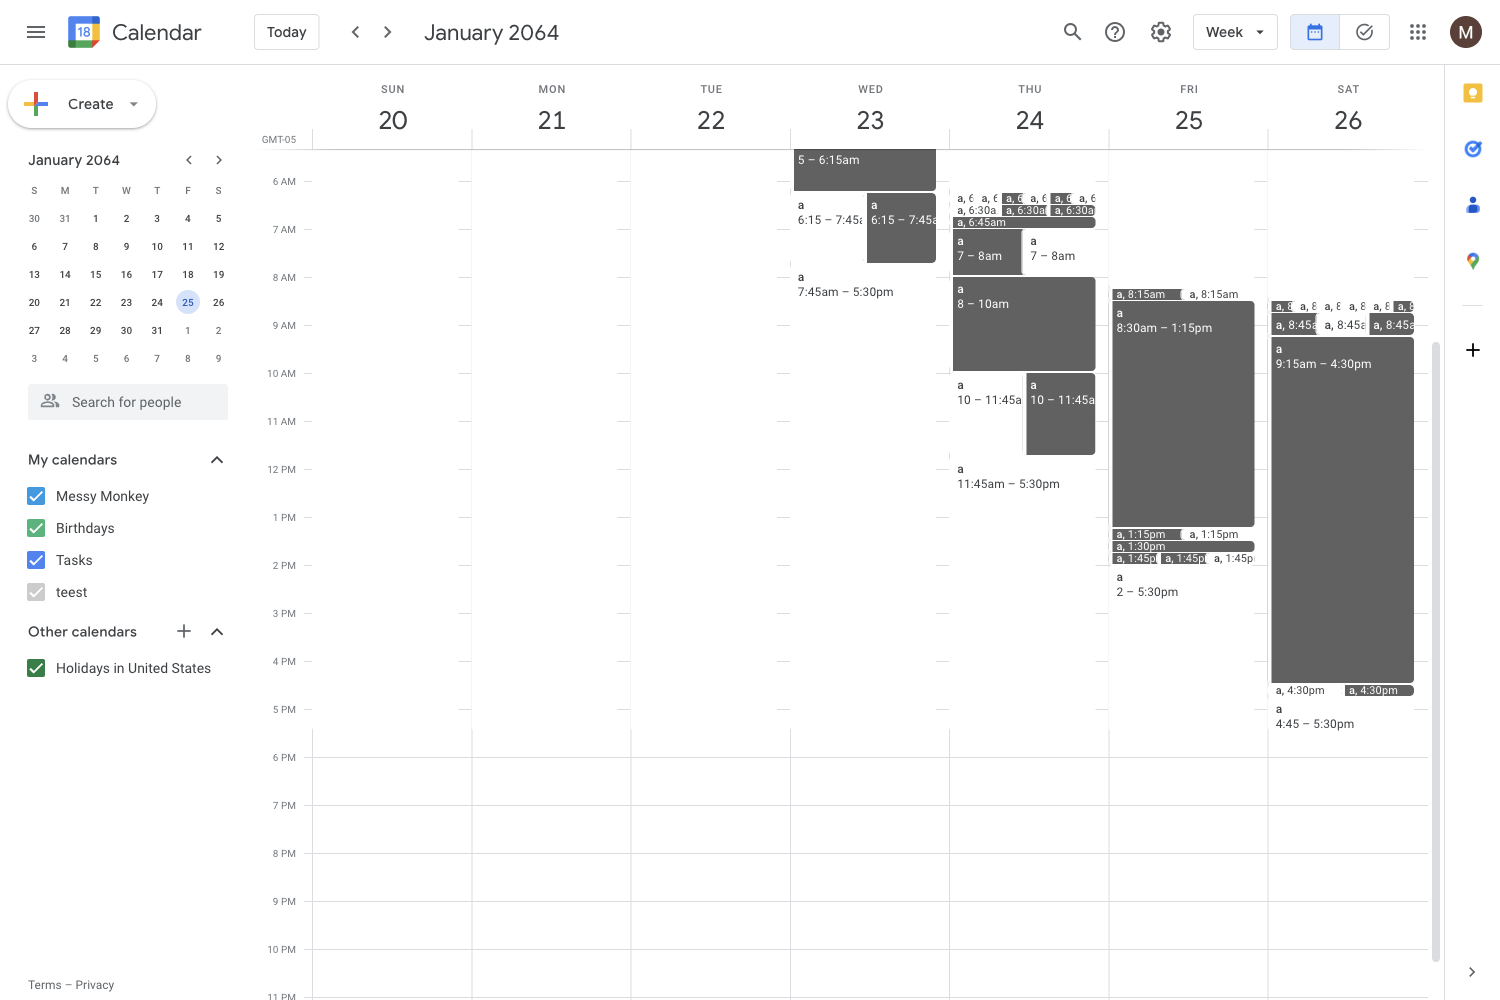 18
Calendar
Today
January 2064
Week
M
Create
January 2064
S M T W T F S
30 31 1 2 3 4 5
6 7 8 9 10 11 12
13 14 15 16 17 18 19
20 21 22 23 24 25 26
27 28 29 30 31 1 2
3 4 5 6 7 8 9
Search for people
My calendars
Messy Monkey
Birthdays
Tasks
teest
Other calendars
Holidays in United States
Terms – Privacy
SUN MON TUE WED THU FRI SAT
20 21 22 23 24 25 26
GMT-05
6 AM
7 AM
8 AM
9 AM
10 AM
11 AM
12 PM
1 PM
2 PM
3 PM
4 PM
5 PM
6 PM
7 PM
8 PM
9 PM
10 PM
11 PM
5 – 6:15am
a
6:15 – 7:45a
a
6:15 – 7:45a
a
7:45am – 5:30pm
a, 6 a, 6 a, 6 a, 6 a, 6 a, 6
a, 6:30a a, 6:30a a, 6:30a
a, 6:45am
a
7 – 8am
a
7 – 8am
a
8 – 10am
a
10 – 11:45a
a
10 – 11:45a
a
11:45am – 5:30pm
a, 8:15am a, 8:15am
a
8:30am – 1:15pm
a, 1:15pm a, 1:15pm
a, 1:30pm
a, 1:45p a, 1:45p a, 1:45p
a
2 – 5:30pm
a, 8 a, 8 a, 8 a, 8 a, 8 a, 8
a, 8:45a a, 8:45a a, 8:45a
a
9:15am – 4:30pm
a, 4:30pm a, 4:30pm
a
4:45 – 5:30pm